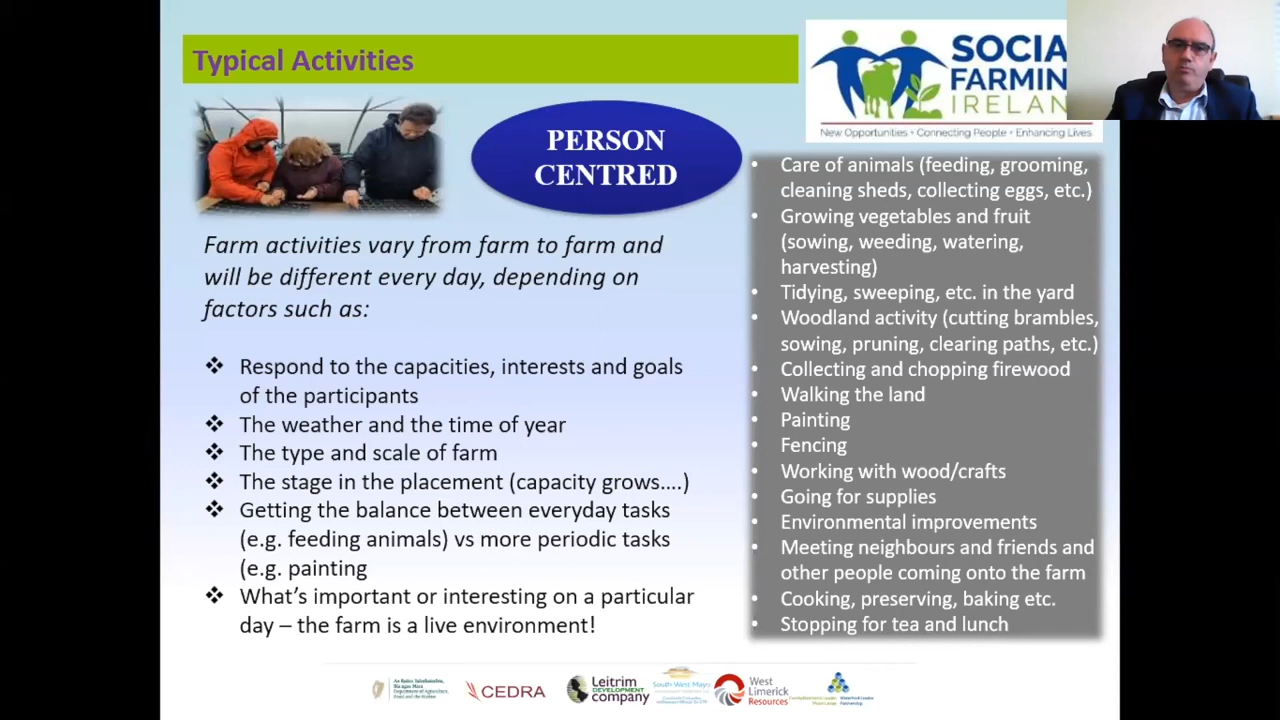 Typical Activities
SOCIA
FARMIN
IRELAN
New Opportunities • Connecting People • Enhancing Lives
PERSON
CENTRED
Farm activities vary from farm to farm and
will be different every day, depending on
factors such as:
❖ Respond to the capacities, interests and goals
of the participants
❖ The weather and the time of year
❖ The type and scale of farm
❖ The stage in the placement (capacity grows....)
❖ Getting the balance between everyday tasks
(e.g. feeding animals) vs more periodic tasks
(e.g. painting
❖ What's important or interesting on a particular
day – the farm is a live environment!
• Care of animals (feeding, grooming,
cleaning sheds, collecting eggs, etc.)
• Growing vegetables and fruit
(sowing, weeding, watering,
harvesting)
• Tidying, sweeping, etc. in the yard
• Woodland activity (cutting brambles,
sowing, pruning, clearing paths, etc.)
• Collecting and chopping firewood
• Walking the land
• Painting
• Fencing
• Working with wood/crafts
• Going for supplies
• Environmental improvements
• Meeting neighbours and friends and
other people coming onto the farm
• Cooking, preserving, baking etc.
• Stopping for tea and lunch
CEDRA
Leitrim
DEVELOPMENT
company
South West Mayo
West
Limerick
Resources